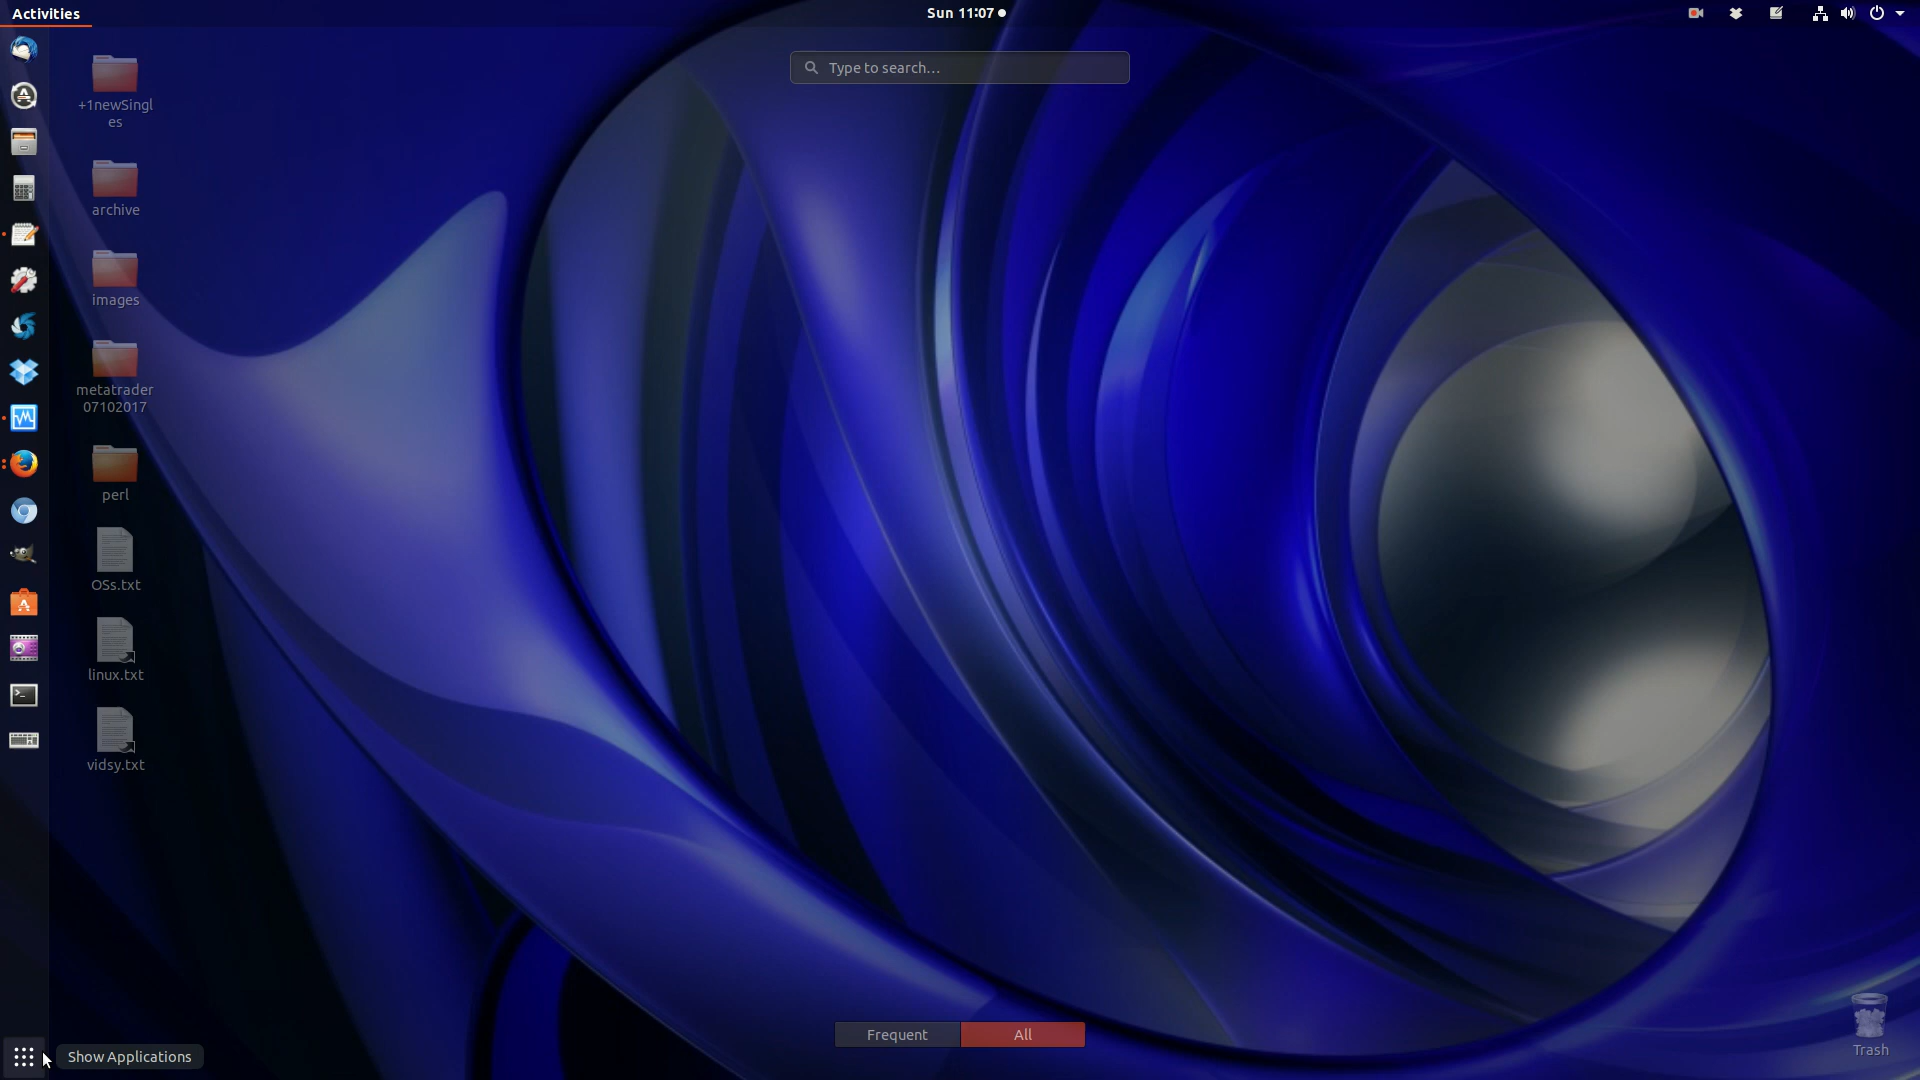 Activities
Sun 11:07
Type to search...
+1newSingl
es
archive
images
metatrader
07102017
perl
OSs.txt
linux.txt
vidsy.txt
Frequent
All
Show Applications
Trash